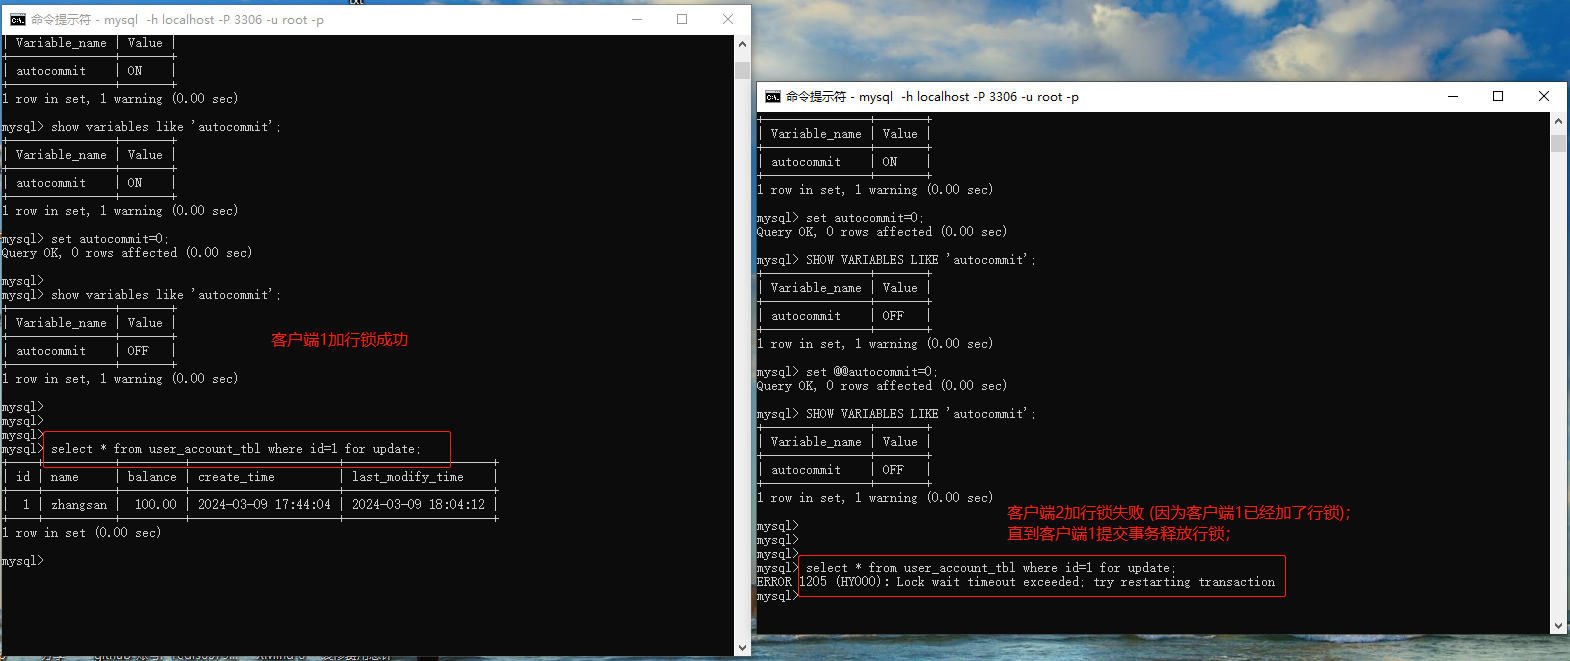 命令提示符 - mysql  -h localhost -P 3306 -u root -p
| Variable_name | Value |
| autocommit    | ON    |
1 row in set, 1 warning (0.00 sec)
mysql> show variables like 'autocommit';
| Variable_name | Value |
| autocommit    | ON    |
1 row in set, 1 warning (0.00 sec)
mysql> set autocommit=0;
Query OK, 0 rows affected (0.00 sec)
mysql>
mysql> show variables like 'autocommit';
| Variable_name | Value |
| autocommit    | OFF   |
1 row in set, 1 warning (0.00 sec)
客户端1加行锁成功
mysql>
mysql>
mysql>
mysql> select * from user_account_tbl where id=1 for update;
| id | name     | balance | create_time         | last_modify_time    |
|  1 | zhangsan |  100.00 | 2024-03-09 17:44:04 | 2024-03-09 18:04:12 |
1 row in set (0.00 sec)
mysql>
命令提示符 - mysql  -h localhost -P 3306 -u root -p
| Variable_name | Value |
| autocommit    | ON    |
1 row in set, 1 warning (0.00 sec)
mysql> set autocommit=0;
Query OK, 0 rows affected (0.00 sec)
mysql> SHOW VARIABLES LIKE 'autocommit';
| Variable_name | Value |
| autocommit    | OFF   |
1 row in set, 1 warning (0.00 sec)
mysql> set @@autocommit=0;
Query OK, 0 rows affected (0.00 sec)
mysql> SHOW VARIABLES LIKE 'autocommit';
| Variable_name | Value |
| autocommit    | OFF   |
1 row in set, 1 warning (0.00 sec)
客户端2加行锁失败 (因为客户端1已经加了行锁);
直到客户端1提交事务释放行锁;
mysql>
mysql>
mysql>
mysql> select * from user_account_tbl where id=1 for update;
ERROR 1205 (HY000): Lock wait timeout exceeded; try restarting transaction
mysql>